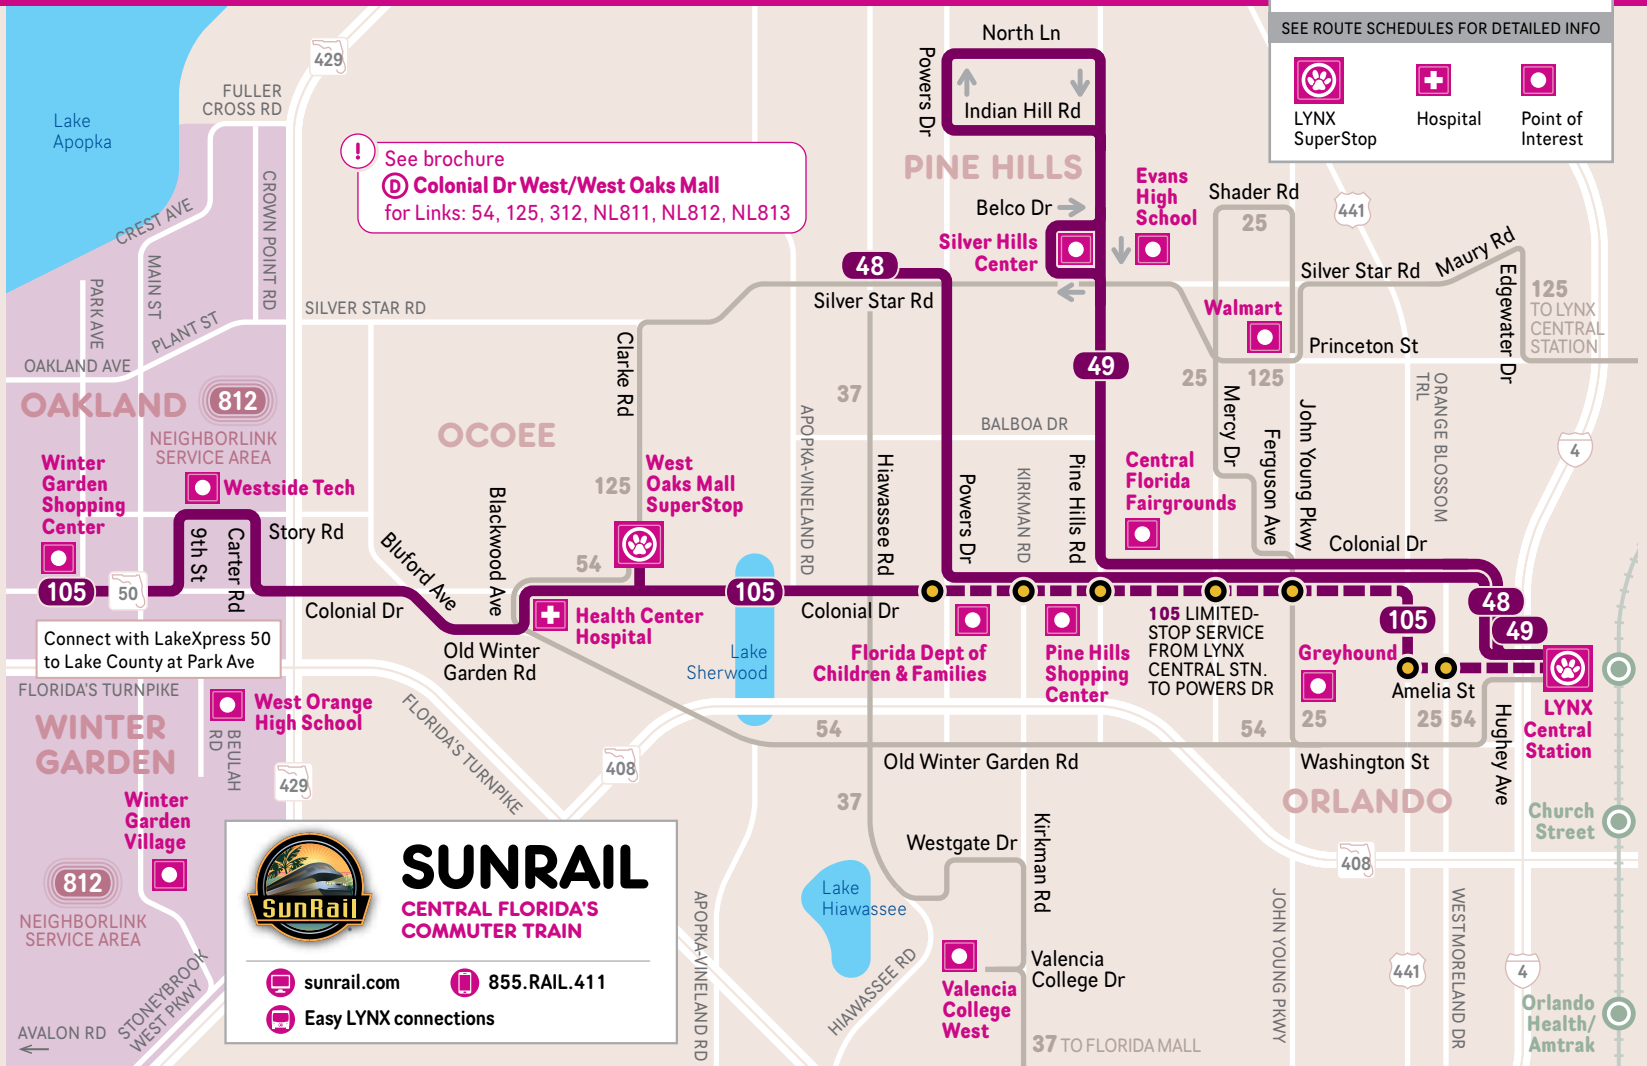 SEE ROUTE SCHEDULES FOR DETAILED INFO
LYNX
SuperStop
Hospital
Point of
Interest
North Ln
Powers Dr
Indian Hill Rd
PINE HILLS
Belco Dr
Silver Hills
Center
Evans
High
School
Shader Rd
25
441
429
FULLER
CROSS RD
Lake
Apopka
CREST AVE
CROWN POINT RD
MAIN ST
PARK AVE
PLANT ST
OAKLAND AVE
SILVER STAR RD
!
See brochure
D Colonial Dr West/West Oaks Mall
for Links: 54, 125, 312, NL811, NL812, NL813
48
Silver Star Rd
49
Walmart
Silver Star Rd
Maury Rd
Edgewater Dr
125
TO LYNX
CENTRAL
STATION
Princeton St
25
125
Mercy Dr
Ferguson Ave
John Young Pkwy
ORANGE BLOSSOM
TRL
4
OAKLAND
812
NEIGHBORLINK
SERVICE AREA
OCOEE
Clarke Rd
37
APOPKA-VINELAND RD
BALBOA DR
Hiawassee Rd
Powers Dr
KIRKMAN RD
Pine Hills Rd
Central
Florida
Fairgrounds
Winter
Garden
Shopping
Center
Westside Tech
Story Rd
9th St
Carter Rd
105
50
Connect with LakeXpress 50
to Lake County at Park Ave
Colonial Dr
Bluford Ave
Blackwood Ave
125
54
West
Oaks Mall
SuperStop
Health Center
Hospital
Old Winter
Garden Rd
105
Colonial Dr
Lake
Sherwood
Florida Dept of
Children & Families
Pine Hills
Shopping
Center
105 LIMITED-
STOP SERVICE
FROM LYNX
CENTRAL STN.
TO POWERS DR
Colonial Dr
48
49
105
Greyhound
Amelia St
25
25 54
Hughey Ave
LYNX
Central
Station
FLORIDA'S TURNPIKE
WINTER
GARDEN
West Orange
High School
BEULAH
RD
429
FLORIDA'S TURNPIKE
408
54
54
Old Winter Garden Rd
Washington St
ORLANDO
Church
Street
408
Winter
Garden
Village
812
NEIGHBORLINK
SERVICE AREA
STONEYBROOK
WEST PKWY
AVALON RD
SunRail
SUNRAIL
CENTRAL FLORIDA'S
COMMUTER TRAIN
sunrail.com
855.RAIL.411
Easy LYNX connections
APOPKA-VINELAND RD
37
Westgate Dr
Kirkman Rd
Lake
Hiawassee
HIAWASSEE RD
Valencia
College Dr
Valencia
College
West
37 TO FLORIDA MALL
JOHN YOUNG PKWY
441
WESTMORELAND DR
4
Orlando
Health/
Amtrak